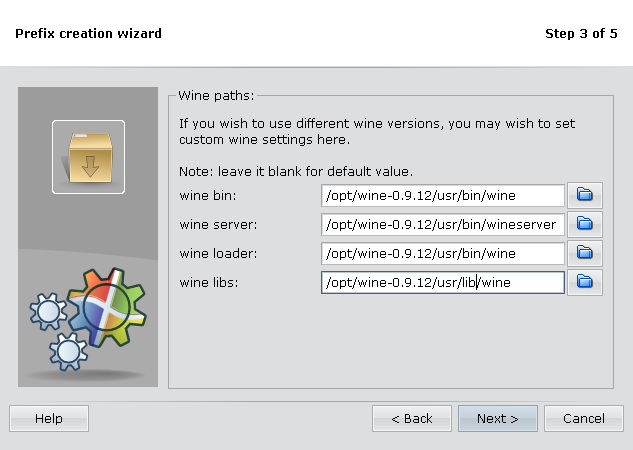 Prefix creation wizard
Step 3 of 5
Wine paths:
If you wish to use different wine versions, you may wish to set
custom wine settings here.
Note: leave it blank for default value.
wine bin: /opt/wine-0.9.12/usr/bin/wine
wine server: /opt/wine-0.9.12/usr/bin/wineserver
wine loader: /opt/wine-0.9.12/usr/bin/wine
wine libs: /opt/wine-0.9.12/usr/lib/wine
Help
< Back
Next >
Cancel